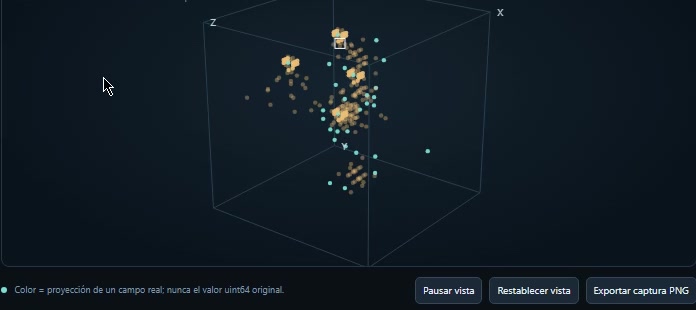 Z
X
Y
Color = proyección de un campo real; nunca el valor uint64 original.
Pausar vista
Restablecer vista
Exportar captura PNG